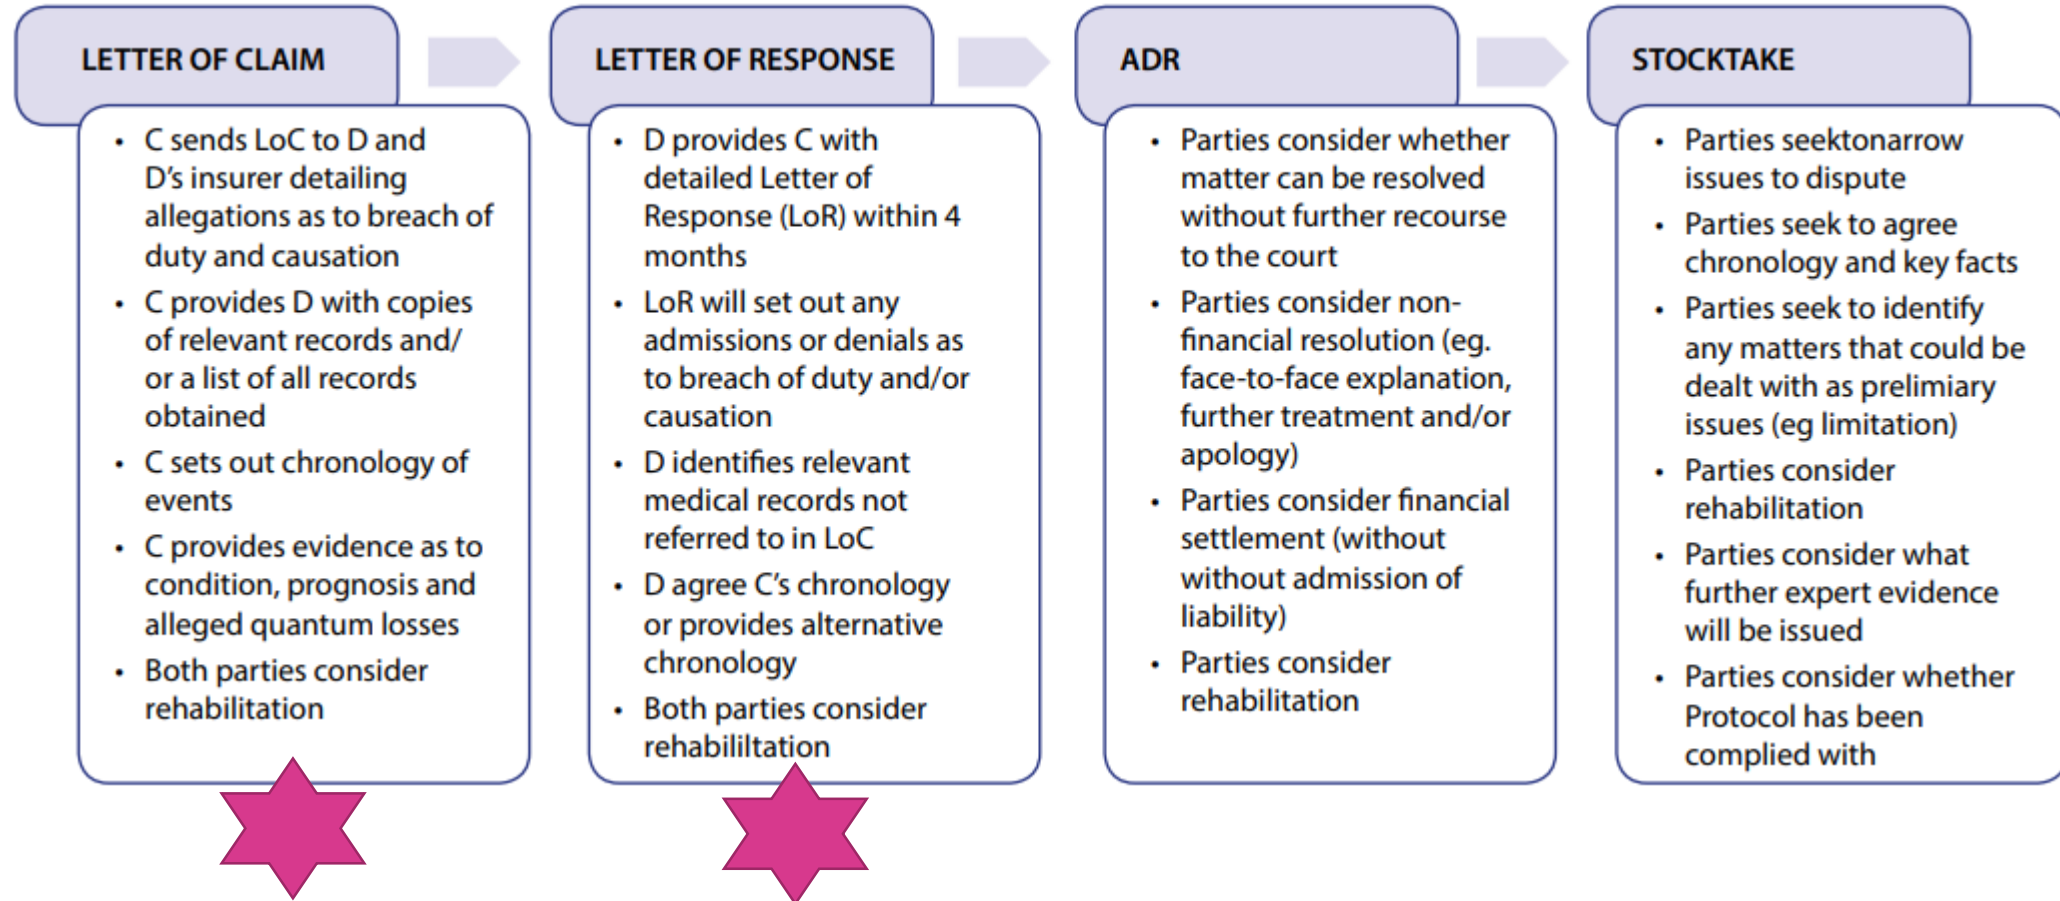 LETTER OF CLAIM
• C sends LoC to D and
D's insurer detailing
allegations as to breach of
duty and causation
• C provides D with copies
of relevant records and/
or a list of all records
obtained
• C sets out chronology of
events
• C provides evidence as to
condition, prognosis and
alleged quantum losses
• Both parties consider
rehabilitation
LETTER OF RESPONSE
• D provides C with
detailed Letter of
Response (LoR) within 4
months
• LoR will set out any
admissions or denials as
to breach of duty and/or
causation
• D identifies relevant
medical records not
referred to in LoC
• D agree C's chronology
or provides alternative
chronology
• Both parties consider
rehabililtation
ADR
• Parties consider whether
matter can be resolved
without further recourse
to the court
• Parties consider non-
financial resolution (eg.
face-to-face explanation,
further treatment and/or
apology)
• Parties consider financial
settlement (without
without admission of
liability)
• Parties consider
rehabilitation
STOCKTAKE
• Parties seektonarrow
issues to dispute
• Parties seek to agree
chronology and key facts
• Parties seek to identify
any matters that could be
dealt with as prelimiary
issues (eg limitation)
• Parties consider
rehabilitation
• Parties consider what
further expert evidence
will be issued
• Parties consider whether
Protocol has been
complied with